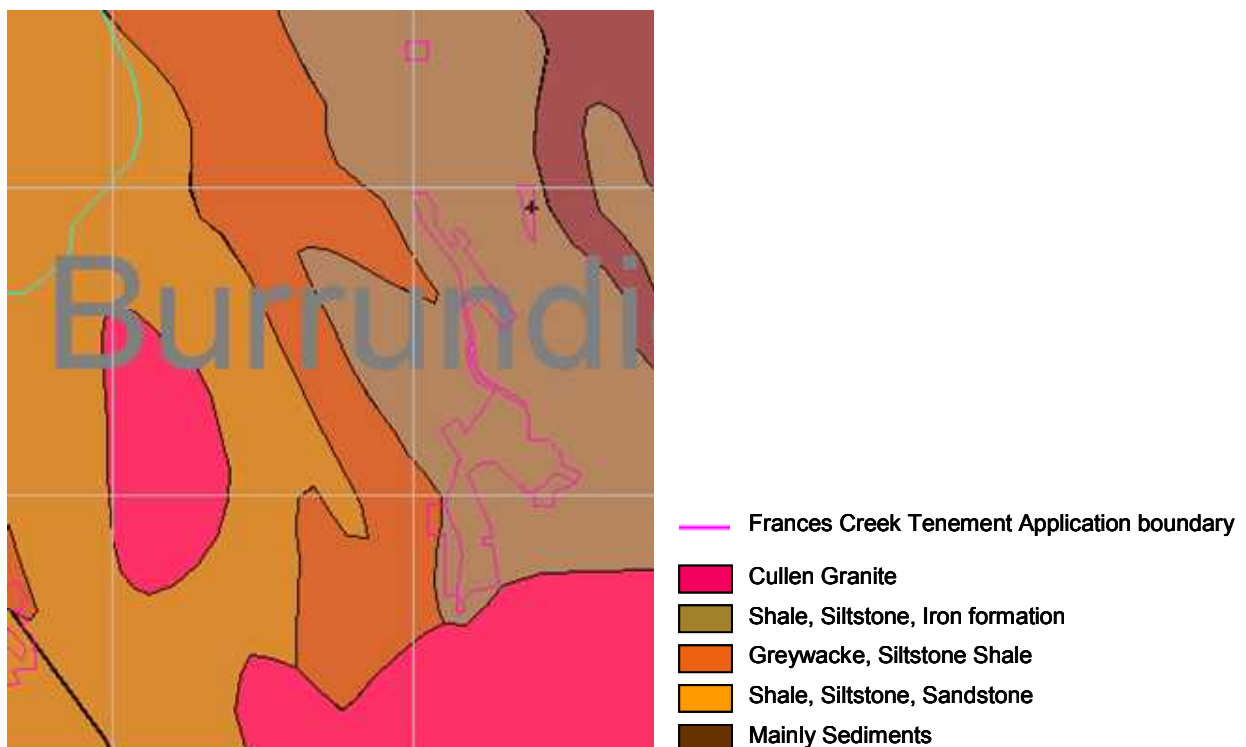 Burrundi
Frances Creek Tenement Application boundary
Cullen Granite
Shale, Siltstone, Iron formation
Greywacke, Siltstone Shale
Shale, Siltstone, Sandstone
Mainly Sediments